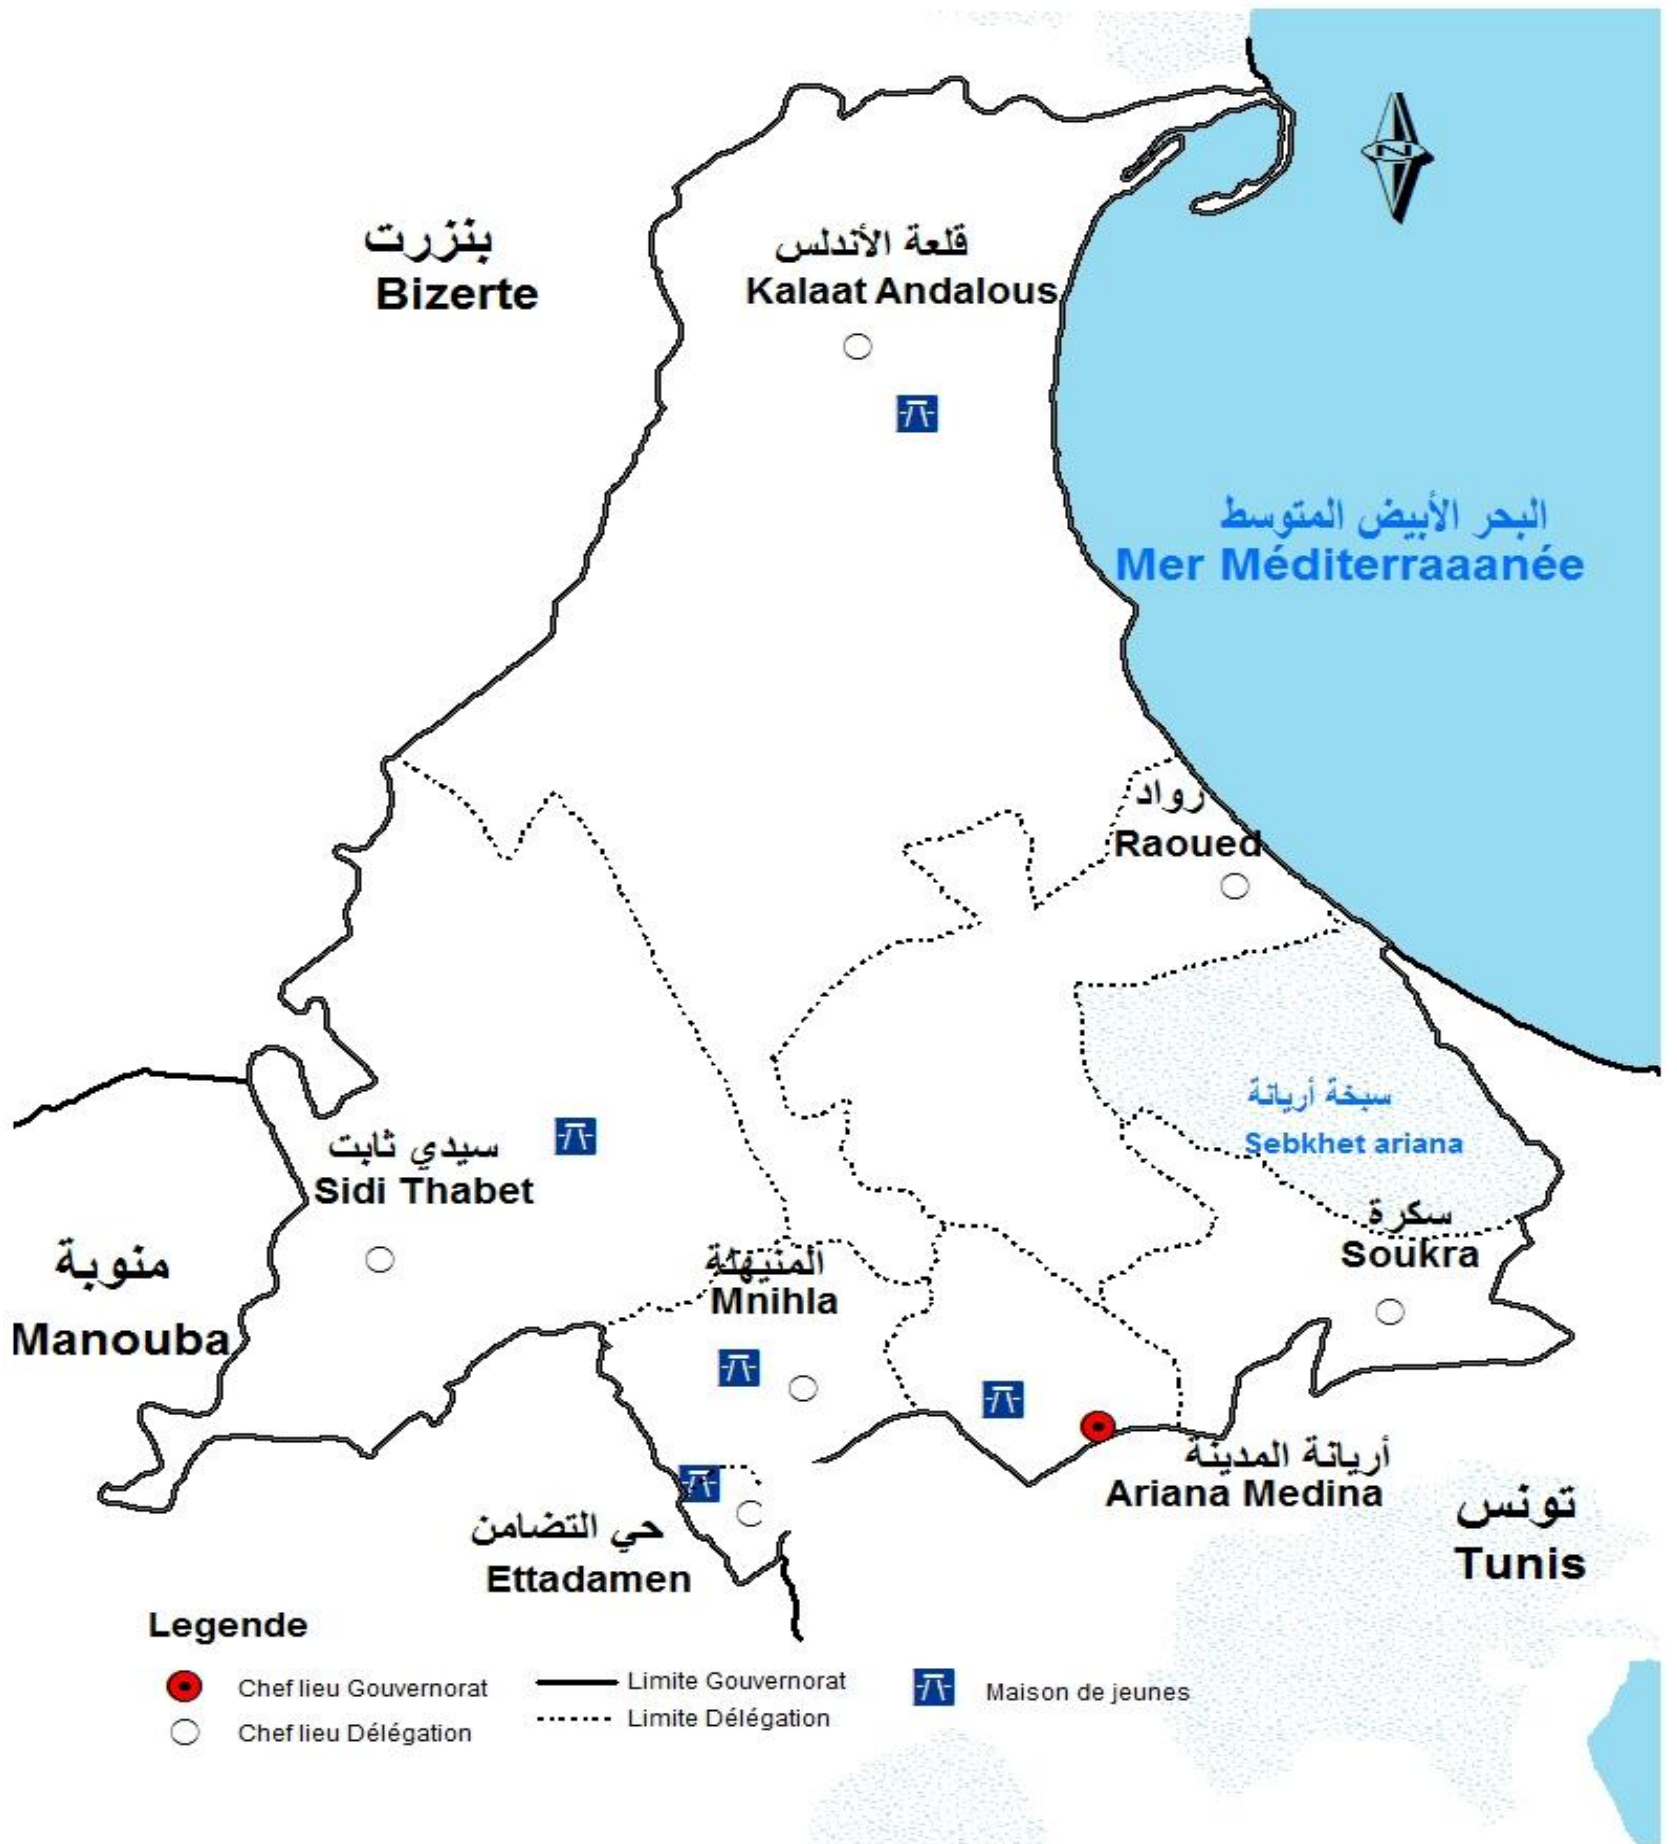 بنزرت
Bizerte
قلعة الأندلس
Kalaat Andalous
N
البحر الأبيض المتوسط
Mer Méditerraaanée
رواد
Raoued
سبخة أريانة
Sebkhet ariana
سيدي ثابت
Sidi Thabet
سكرة
Soukra
منوبة
Manouba
المنيهلة
Mnihla
أريانة المدينة
Ariana Medina
تونس
Tunis
حي التضامن
Ettadamen
Legende
Chef lieu Gouvernorat
Limite Gouvernorat
Maison de jeunes
Chef lieu Délégation
Limite Délégation